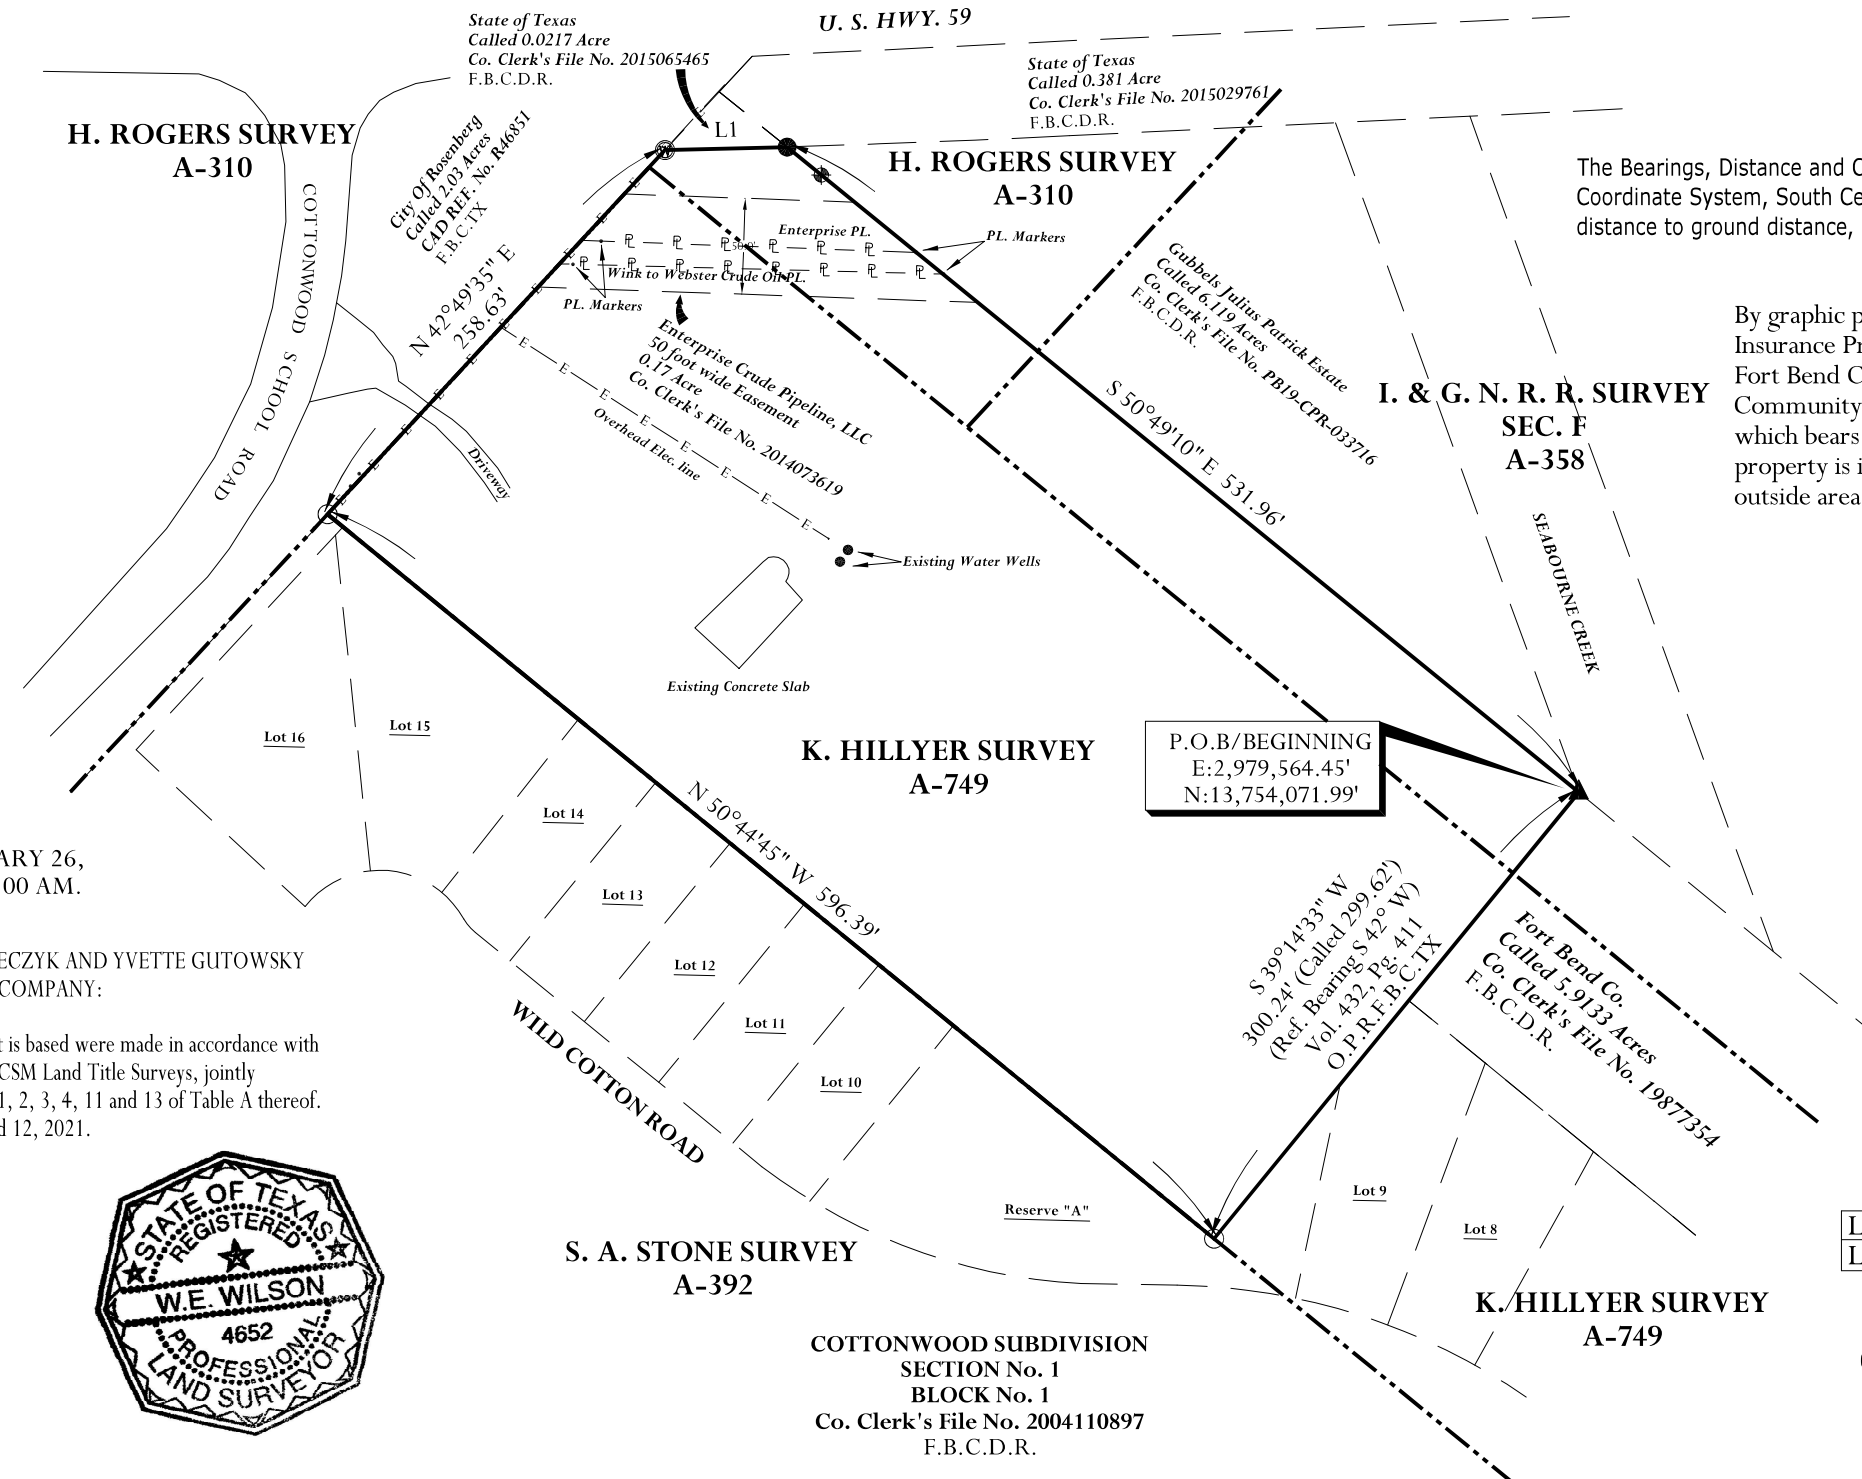 U. S. HWY. 59
State of Texas
Called 0.0217 Acre
Co. Clerk's File No. 2015065465
F.B.C.D.R.
State of Texas
Called 0.381 Acre
Co. Clerk's File No. 2015029761
F.B.C.D.R.
H. ROGERS SURVEY
A-310
City Of Rosenberg
Called 2.03 Acres
CAD REF. No. R46851
F.B.C.TX
L1
H. ROGERS SURVEY
A-310
The Bearings, Distance and
Coordinate System, South
distance to ground distance,
COTTONWOOD SCHOOL ROAD
N 42°49'35" E
258.63'
Enterprise PL.
50.0'
PL. Markers
Wink to Webster Crude Oil PL.
PL. Markers
Gubbels Julius Patrick Estate
Called 6.119 Acres
Co. Clerk's File No. PB19-CPR-033716
F.B.C.D.R.
By graphic
Insurance
Fort Bend
Community
which bears
property is
outside area
Enterprise Crude Pipeline, LLC
50 foot wide Easement
0.17 Acre
Co. Clerk's File No. 2014073619
Overhead Elec. line
E E E E E E E E
Driveway
S 50°49'10" E 531.96'
I. & G. N. R. R. SURVEY
SEC. F
A-358
SEABOURNE CREEK
Existing Water Wells
Existing Concrete Slab
K. HILLYER SURVEY
A-749
P.O.B/BEGINNING
E:2,979,564.45'
N:13,754,071.99'
Lot 16
Lot 15
Lot 14
Lot 13
Lot 12
Lot 11
Lot 10
N 50°44'45" W 596.39'
ARY 26,
00 AM.
ECZYK AND YVETTE GUTOWSKY
COMPANY:
t is based were made in accordance with
CSM Land Title Surveys, jointly
1, 2, 3, 4, 11 and 13 of Table A thereof.
d 12, 2021.
WILD COTTON ROAD
S 39°14'33" W
300.24' (Called 299.62')
(Ref. Bearing S 42° W)
Vol. 432, Pg. 411
O.P.R.F.B.C.TX
Fort Bend Co.
Called 5.9133 Acres
Co. Clerk's File No. 19877354
F.B.C.D.R.
Lot 9
Lot 8
Reserve "A"
STATE OF TEXAS
REGISTERED
W.E. WILSON
4652
PROFESSIONAL
LAND SURVEYOR
S. A. STONE SURVEY
A-392
K. HILLYER SURVEY
A-749
L
L
COTTONWOOD SUBDIVISION
SECTION No. 1
BLOCK No. 1
Co. Clerk's File No. 2004110897
F.B.C.D.R.